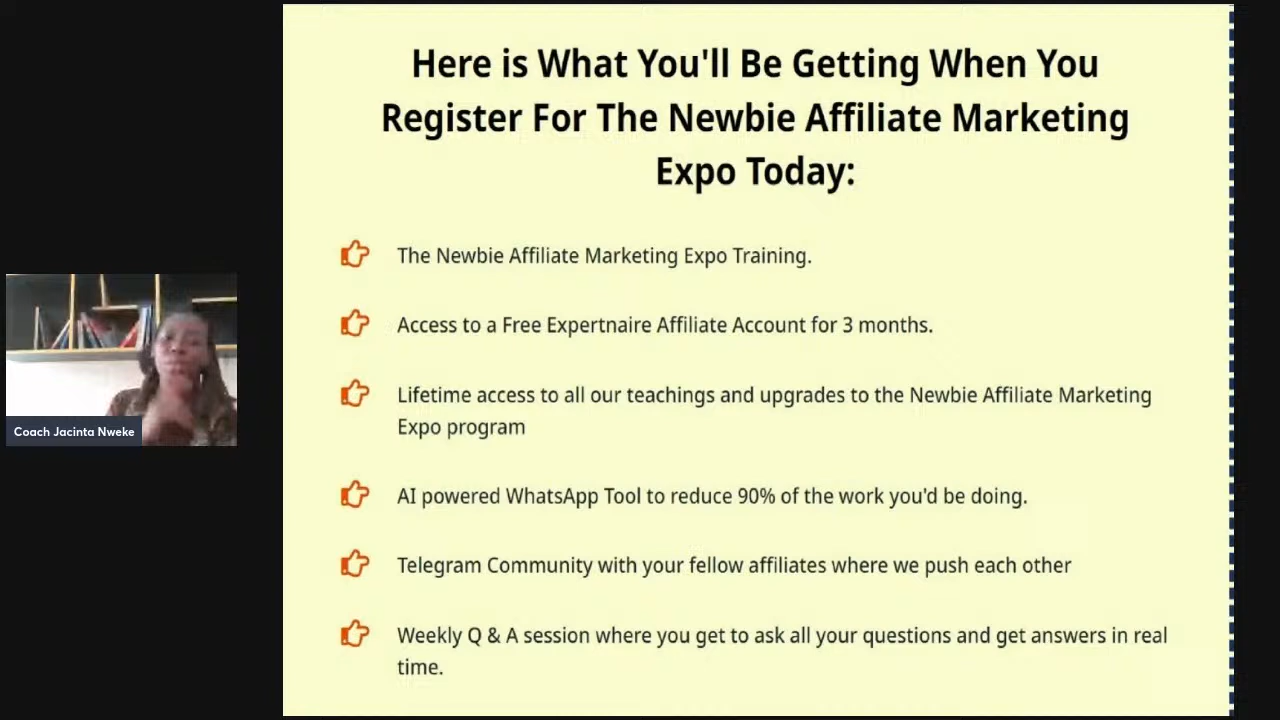 Here is What You'll Be Getting When You
Register For The Newbie Affiliate Marketing
Expo Today:
The Newbie Affiliate Marketing Expo Training.
Access to a Free Expertnaire Affiliate Account for 3 months.
Lifetime access to all our teachings and upgrades to the Newbie Affiliate Marketing
Expo program
AI powered WhatsApp Tool to reduce 90% of the work you'd be doing.
Telegram Community with your fellow affiliates where we push each other
Weekly Q & A session where you get to ask all your questions and get answers in real
time.
Coach Jacinta Nweke